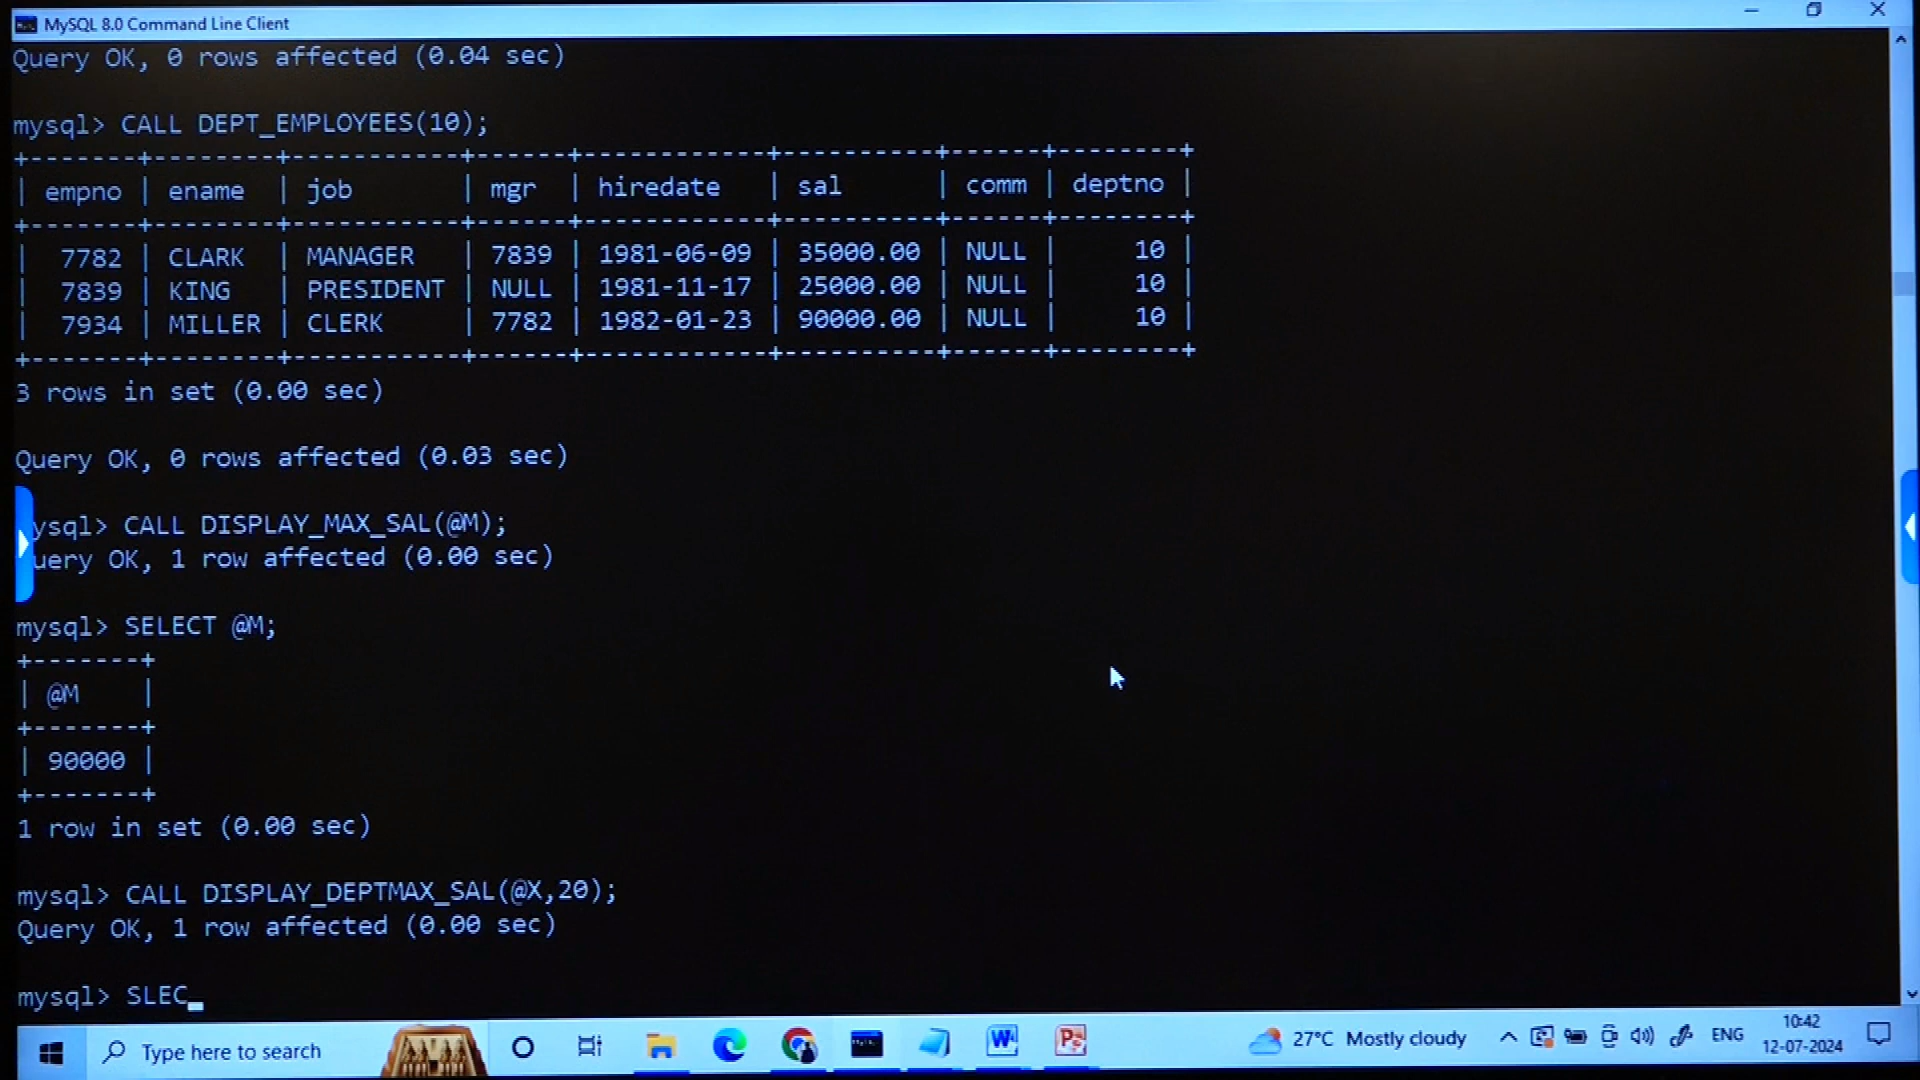 MySQL 8.0 Command Line Client
Query OK, 0 rows affected (0.04 sec)
mysql> CALL DEPT_EMPLOYEES(10);
+-------+--------+-----------+------+------------+----------+------+--------+
| empno | ename  | job       | mgr  | hiredate   | sal      | comm | deptno |
+-------+--------+-----------+------+------------+----------+------+--------+
|  7782 | CLARK  | MANAGER   | 7839 | 1981-06-09 | 35000.00 | NULL |     10 |
|  7839 | KING   | PRESIDENT | NULL | 1981-11-17 | 25000.00 | NULL |     10 |
|  7934 | MILLER | CLERK     | 7782 | 1982-01-23 | 90000.00 | NULL |     10 |
+-------+--------+-----------+------+------------+----------+------+--------+
3 rows in set (0.00 sec)
Query OK, 0 rows affected (0.03 sec)
ysql> CALL DISPLAY_MAX_SAL(@M);
uery OK, 1 row affected (0.00 sec)
mysql> SELECT @M;
+-------+
| @M    |
+-------+
| 90000 |
+-------+
1 row in set (0.00 sec)
mysql> CALL DISPLAY_DEPTMAX_SAL(@X,20);
Query OK, 1 row affected (0.00 sec)
mysql> SLEC_
Type here to search
27°C Mostly cloudy
ENG
10:42
12-07-2024